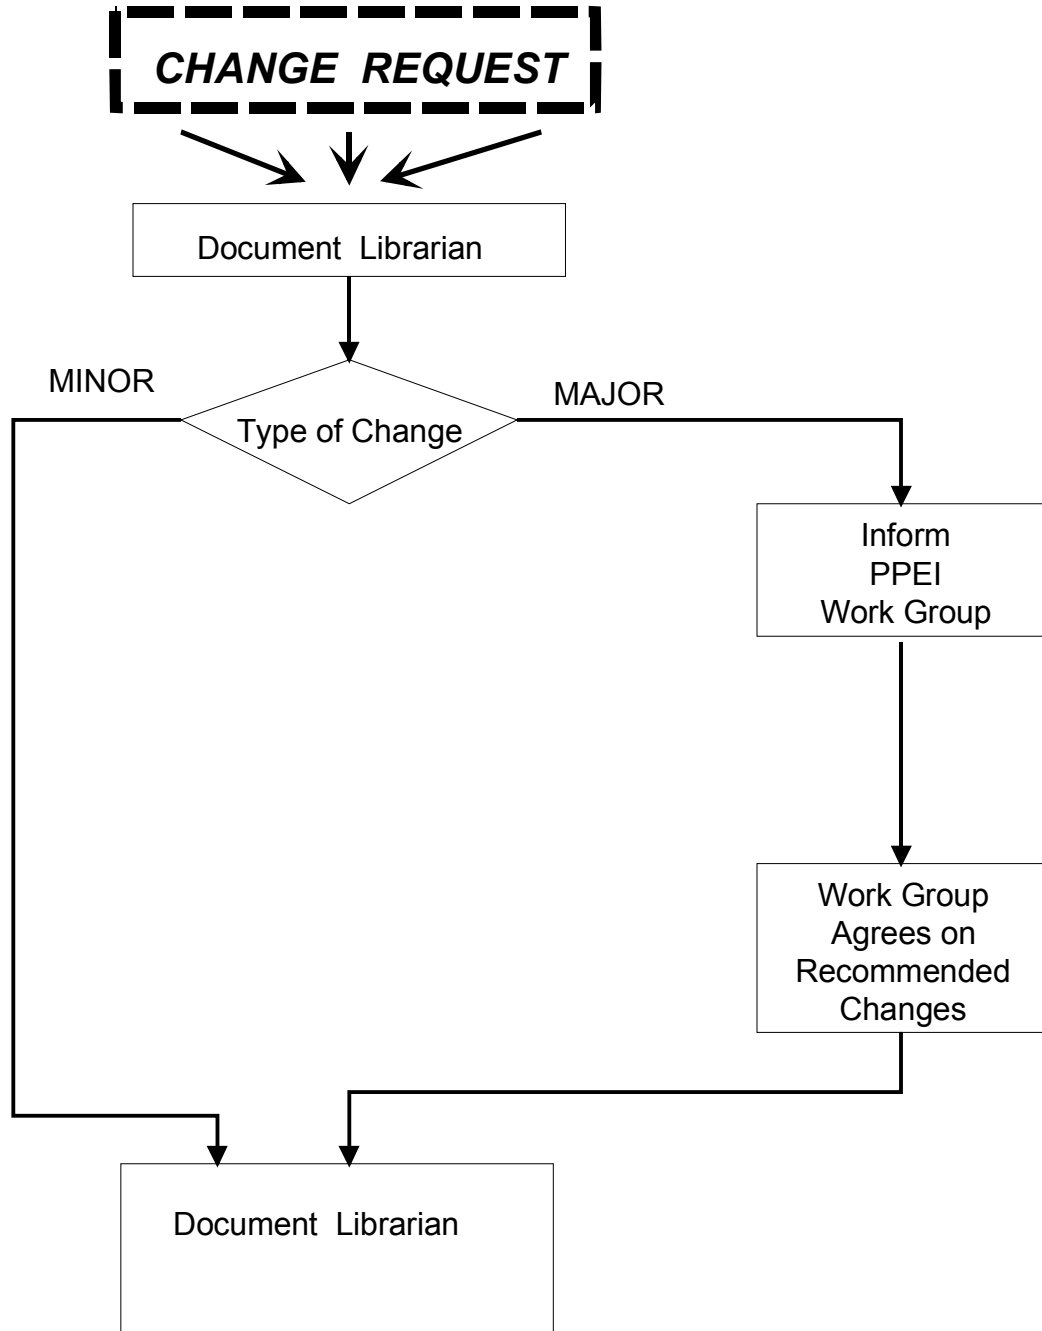 CHANGE REQUEST
Document Librarian
MINOR
MAJOR
Type of Change
Inform
PPEI
Work Group
Work Group
Agrees on
Recommended
Changes
Document Librarian